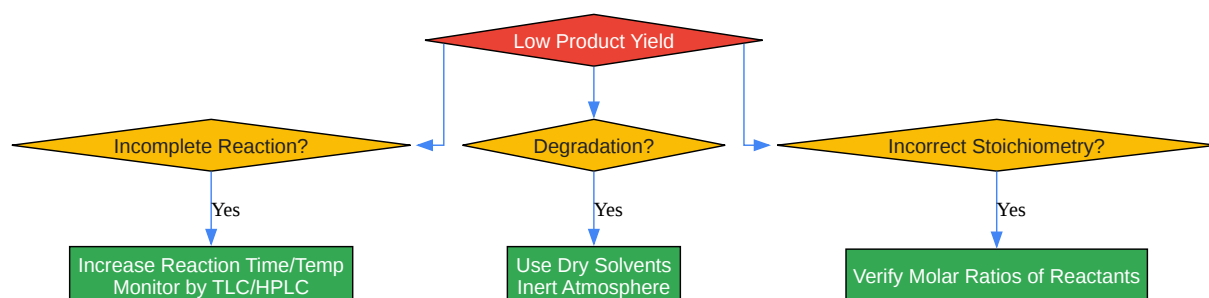 Low Product Yield
Incomplete Reaction?
Degradation?
Incorrect Stoichiometry?
Yes
Yes
Yes
Increase Reaction Time/Temp
Monitor by TLC/HPLC
Use Dry Solvents
Inert Atmosphere
Verify Molar Ratios of Reactants